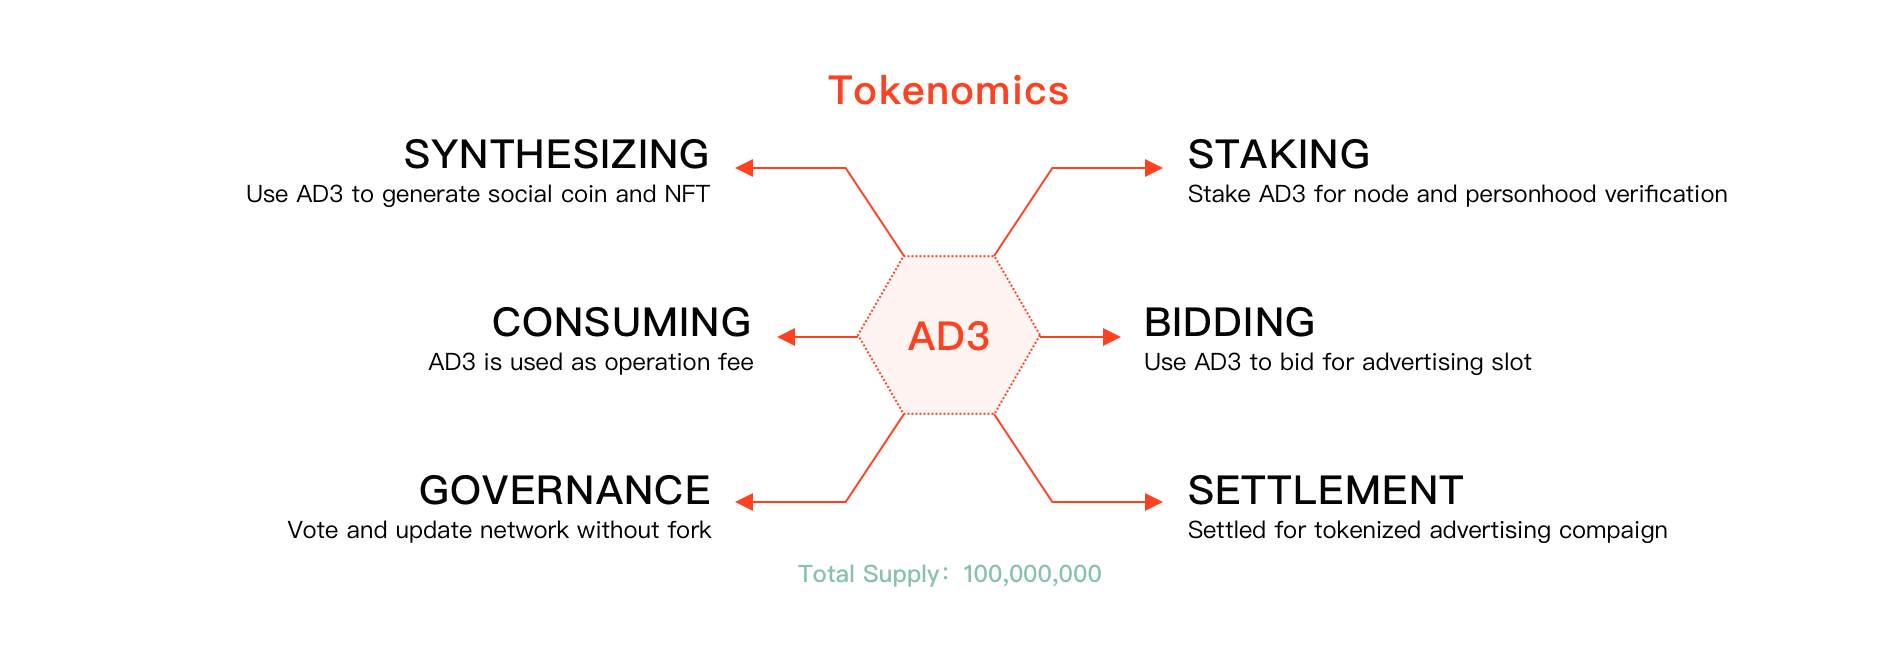 Tokenomics
SYNTHESIZING
Use AD3 to generate social coin and NFT
STAKING
Stake AD3 for node and personhood verification
CONSUMING
AD3 is used as operation fee
AD3
BIDDING
Use AD3 to bid for advertising slot
GOVERNANCE
Vote and update network without fork
SETTLEMENT
Settled for tokenized advertising compaign
Total Supply：100,000,000